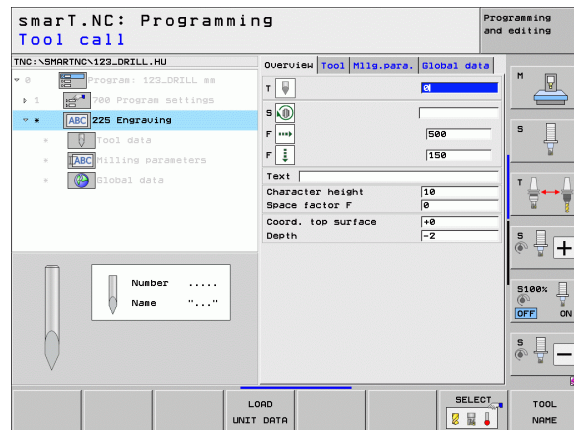 smarT.NC: Programming
Tool call
Programming
and editing
TNC:\SMARTNC\123_DRILL.HU
0 Program: 123_DRILL mm
1 700 Program settings
* ABC 225 Engraving
* Tool data
* ABC Milling parameters
* Global data
Overview Tool Mllg.para. Global data
T 0
S
F 500
F 150
Text
Character height 10
Space factor F 0
Coord. top surface +0
Depth -2
Number .....
Name "..."
M
S
T
S
+
S100%
OFF ON
S
-
LOAD
UNIT DATA
SELECT
TOOL
NAME